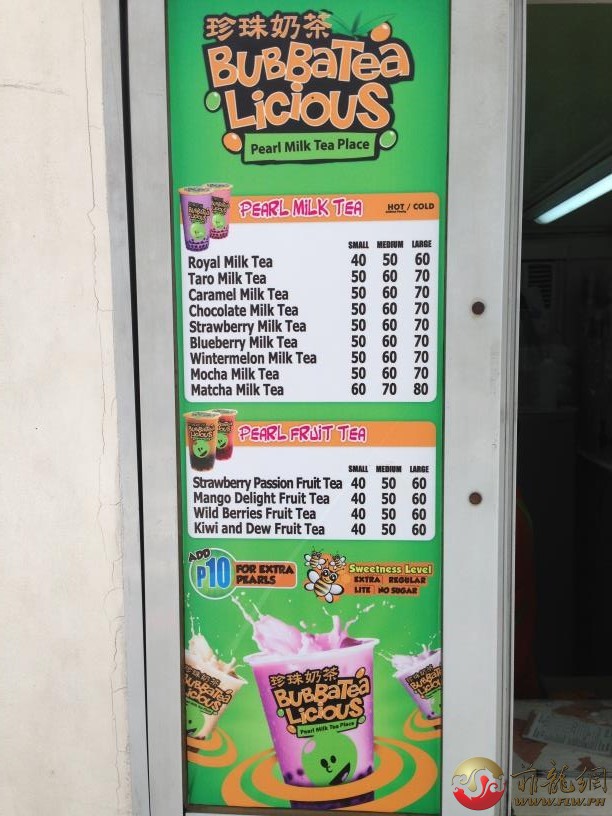 珍珠奶茶
BUBBATEA
LICIOUS
Pearl Milk Tea Place
PEARL MILK TEA HOT / COLD
SMALL MEDIUM LARGE
Royal Milk Tea 40 50 60
Taro Milk Tea 50 60 70
Caramel Milk Tea 50 60 70
Chocolate Milk Tea 50 60 70
Strawberry Milk Tea 50 60 70
Blueberry Milk Tea 50 60 70
Wintermelon Milk Tea 50 60 70
Mocha Milk Tea 50 60 70
Matcha Milk Tea 60 70 80
PEARL FRUIT TEA
SMALL MEDIUM LARGE
Strawberry Passion Fruit Tea 40 50 60
Mango Delight Fruit Tea 40 50 60
Wild Berries Fruit Tea 40 50 60
Kiwi and Dew Fruit Tea 40 50 60
ADD
P10 FOR EXTRA
PEARLS
Sweetness Level
EXTRA | REGULAR
LITE | NO SUGAR
珍珠奶茶
BUBBATEA
LICIOUS
Pearl Milk Tea Place
菲龍網
WWW.FLW.PH